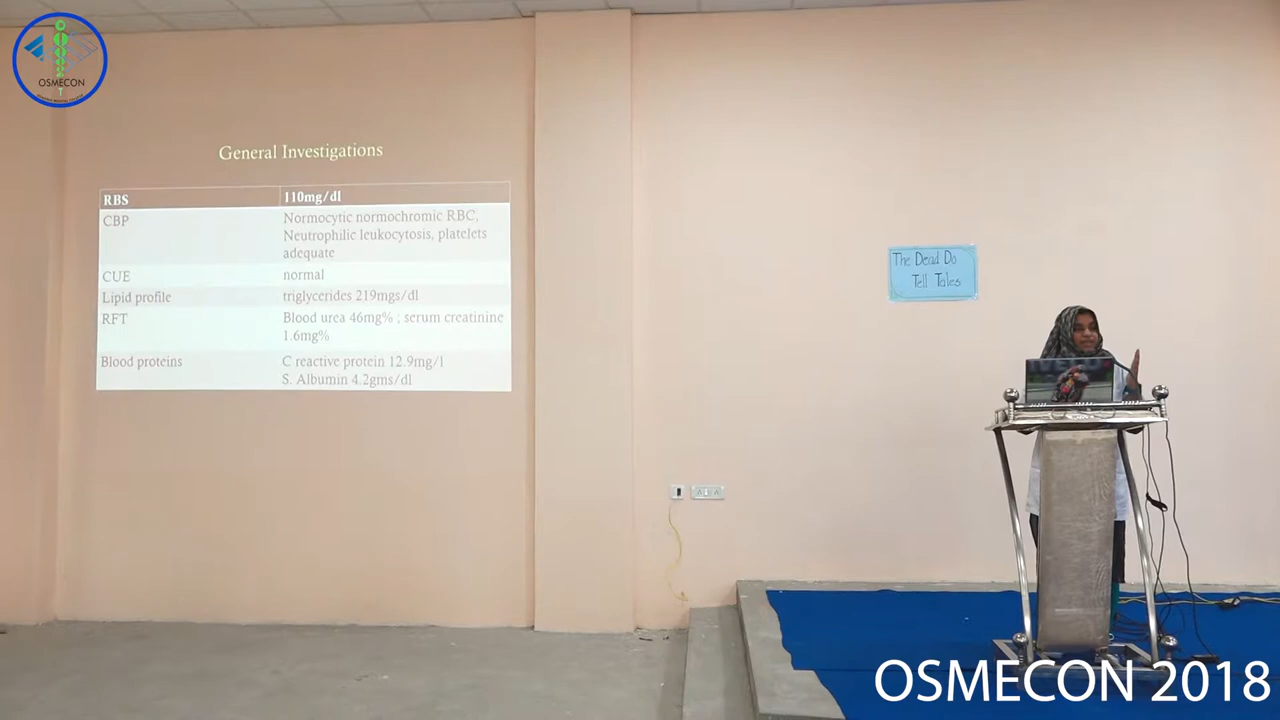 OSMECON
General Investigations
RBS 110mg/dl
CBP Normocytic normochromic RBC,
Neutrophilic leukocytosis, platelets
adequate
CUE normal
Lipid profile triglycerides 219mgs/dl
RFT Blood urea 46mg% ; serum creatinine
1.6mg%
Blood proteins C reactive protein 12.9mg/l
S. Albumin 4.2gms/dl
The Dead Do
Tell Tales
OSMECON 2018